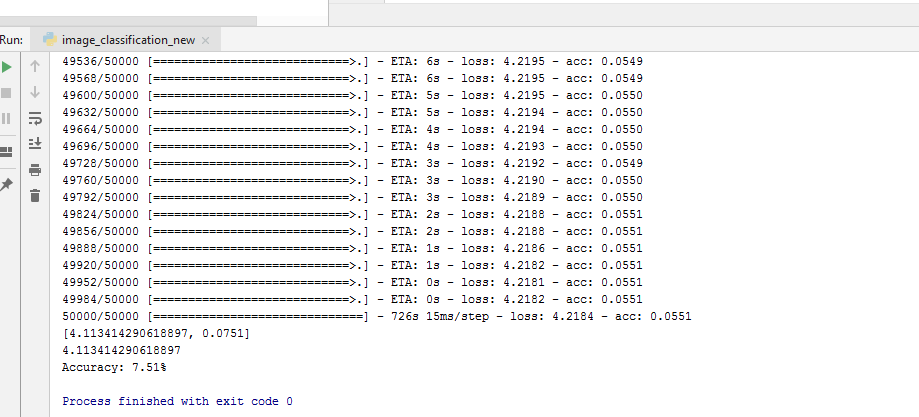 Run: image_classification_new
49536/50000 [============================>.] - ETA: 6s - loss: 4.2195 - acc: 0.0549
49568/50000 [============================>.] - ETA: 6s - loss: 4.2195 - acc: 0.0549
49600/50000 [============================>.] - ETA: 5s - loss: 4.2195 - acc: 0.0550
49632/50000 [============================>.] - ETA: 5s - loss: 4.2194 - acc: 0.0550
49664/50000 [============================>.] - ETA: 4s - loss: 4.2194 - acc: 0.0550
49696/50000 [============================>.] - ETA: 4s - loss: 4.2193 - acc: 0.0550
49728/50000 [============================>.] - ETA: 3s - loss: 4.2192 - acc: 0.0549
49760/50000 [============================>.] - ETA: 3s - loss: 4.2190 - acc: 0.0550
49792/50000 [============================>.] - ETA: 3s - loss: 4.2189 - acc: 0.0550
49824/50000 [============================>.] - ETA: 2s - loss: 4.2188 - acc: 0.0551
49856/50000 [============================>.] - ETA: 2s - loss: 4.2188 - acc: 0.0551
49888/50000 [============================>.] - ETA: 1s - loss: 4.2186 - acc: 0.0551
49920/50000 [============================>.] - ETA: 1s - loss: 4.2182 - acc: 0.0551
49952/50000 [============================>.] - ETA: 0s - loss: 4.2181 - acc: 0.0551
49984/50000 [============================>.] - ETA: 0s - loss: 4.2182 - acc: 0.0551
50000/50000 [==============================] - 726s 15ms/step - loss: 4.2184 - acc: 0.0551
[4.113414290618897, 0.0751]
4.113414290618897
Accuracy: 7.51%
Process finished with exit code 0